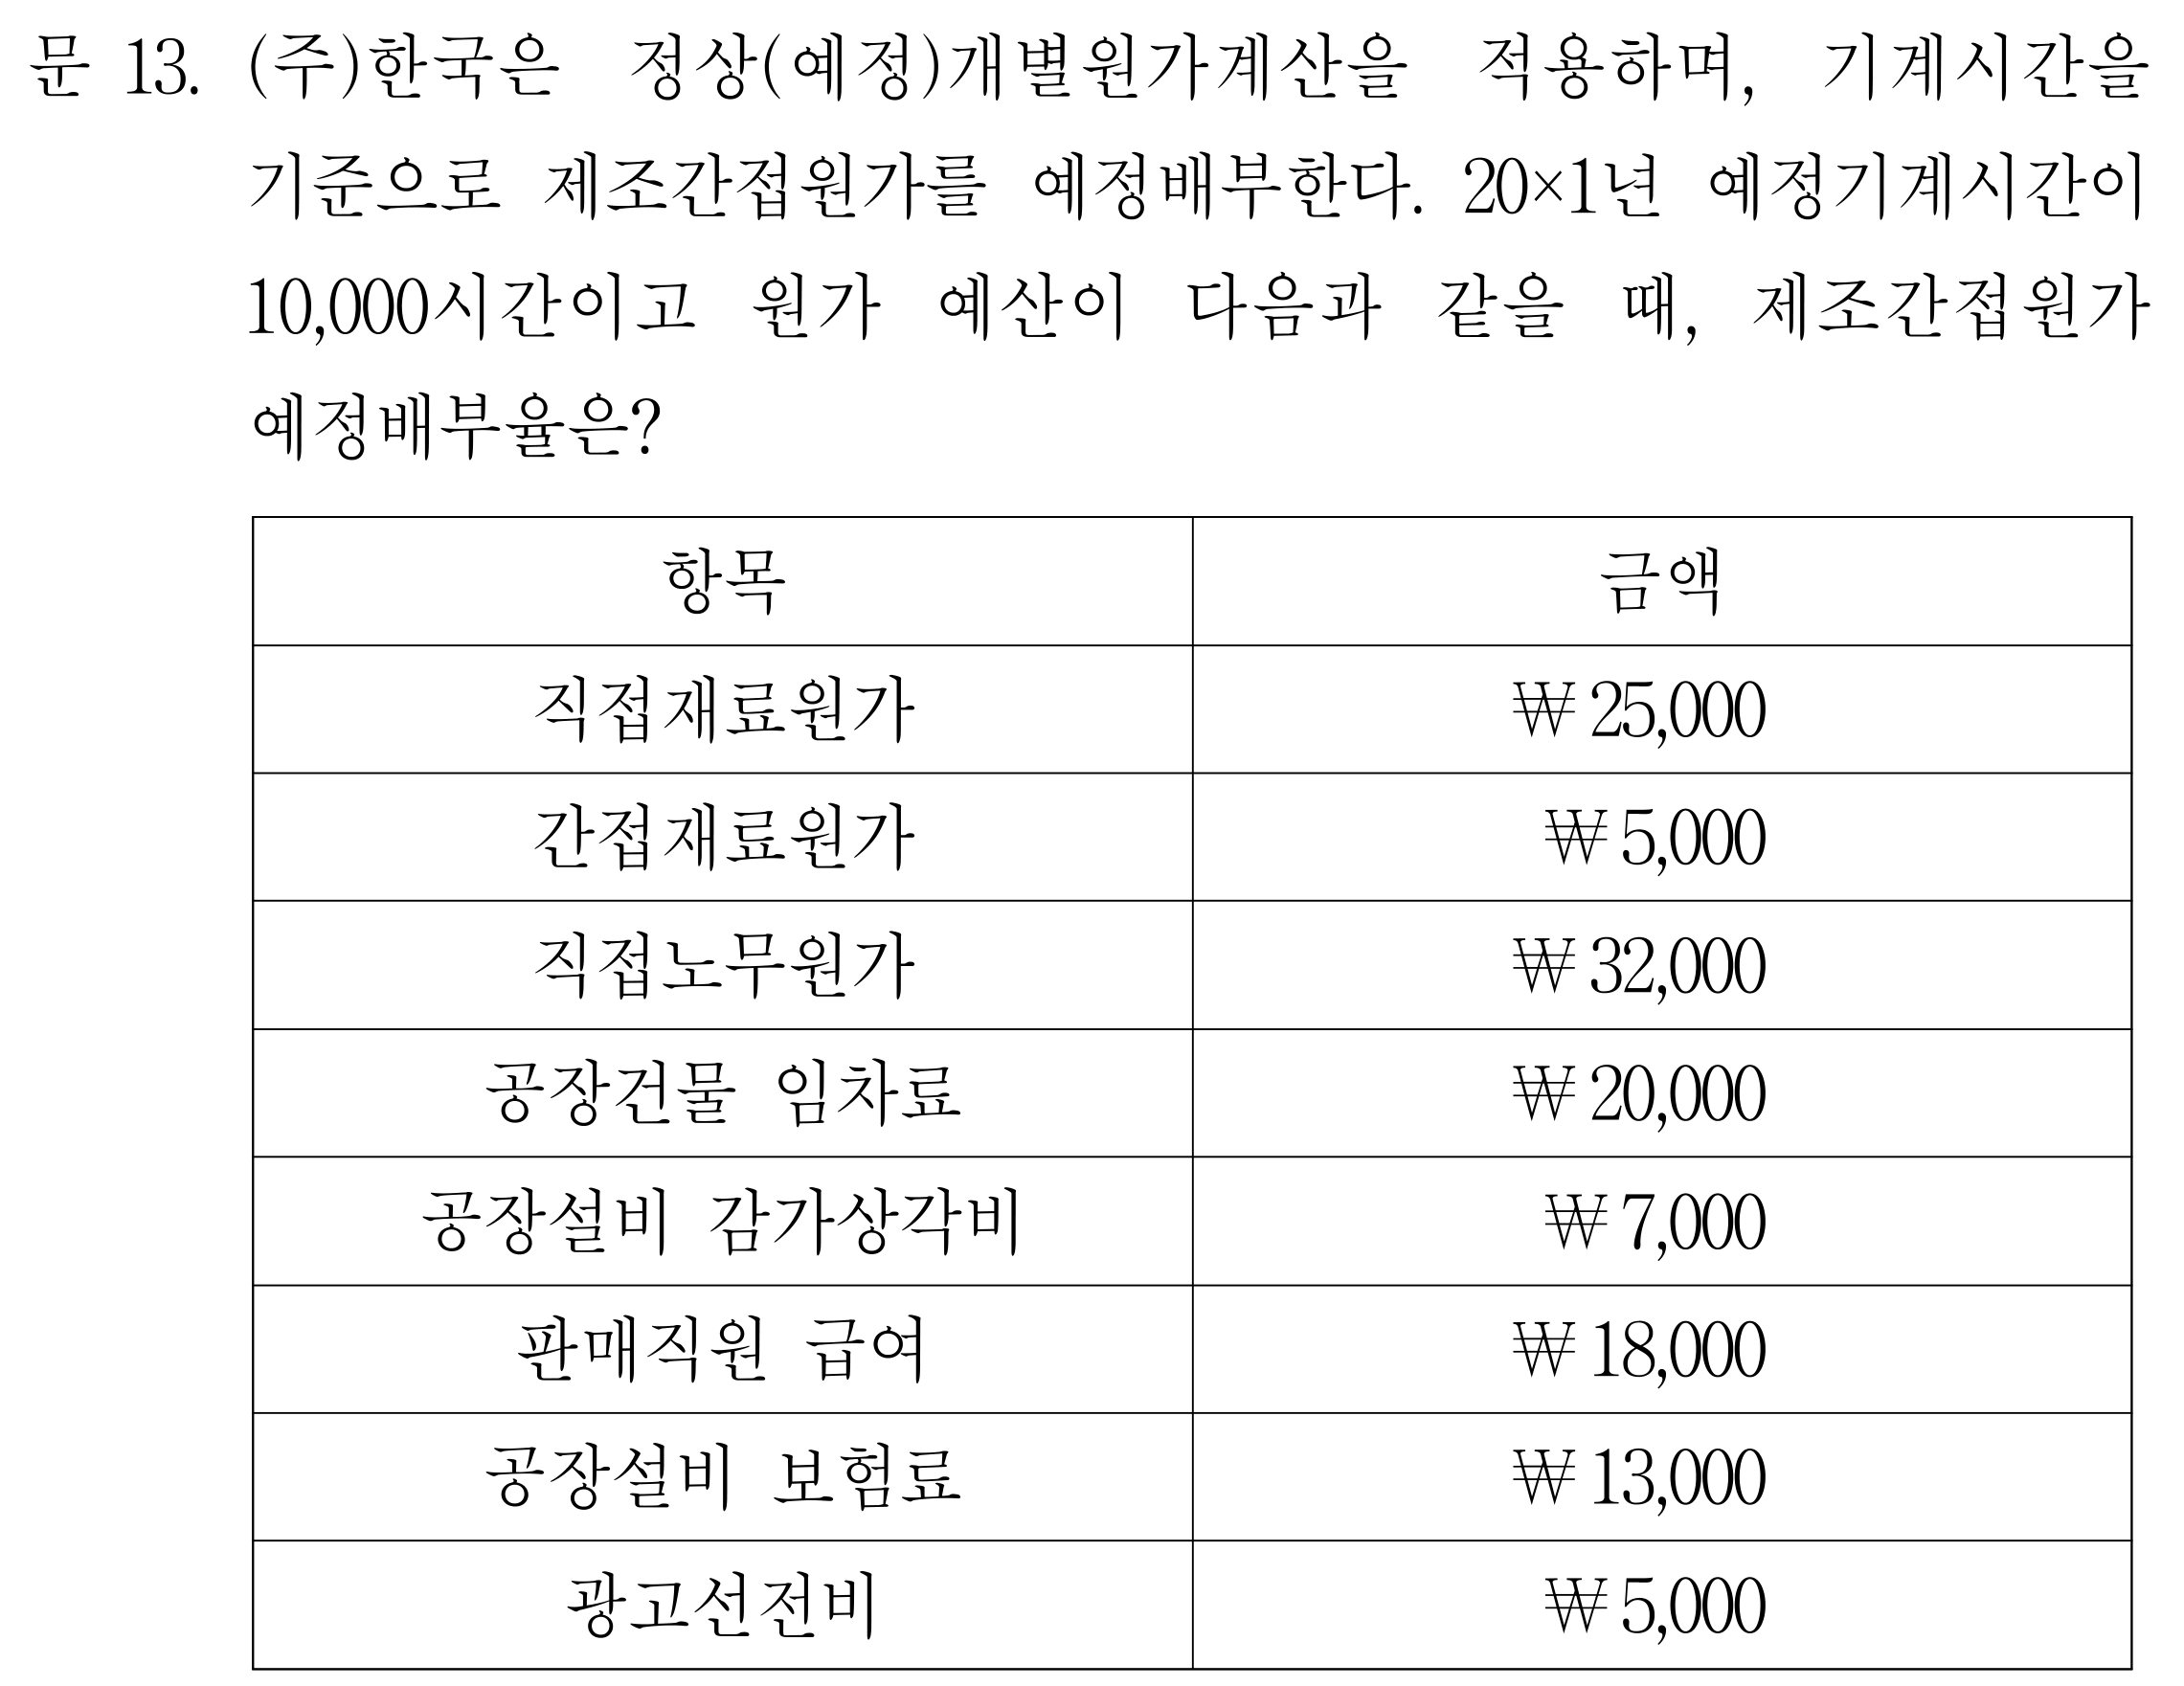 문 13. (주)한국은 정상(예정)개별원가계산을 적용하며, 기계시간을
기준으로 제조간접원가를 예정배부한다. 20×1년 예정기계시간이
10,000시간이고 원가 예산이 다음과 같을 때, 제조간접원가
예정배부율은?
항목 금액
직접재료원가 ₩25,000
간접재료원가 ₩5,000
직접노무원가 ₩32,000
공장건물 임차료 ₩20,000
공장설비 감가상각비 ₩7,000
판매직원 급여 ₩18,000
공장설비 보험료 ₩13,000
광고선전비 ₩5,000